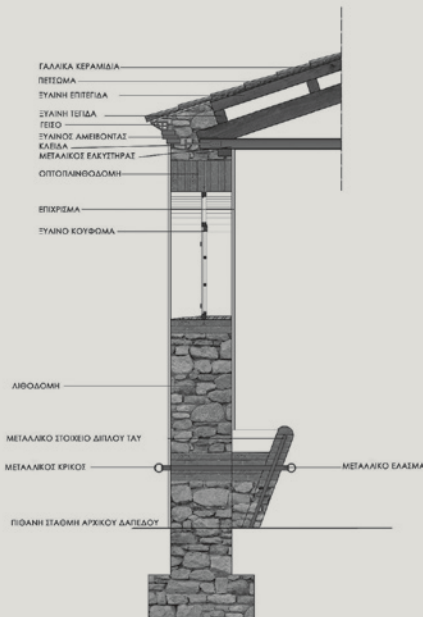 ΓΑΛΛΙΚΑ ΚΕΡΑΜΙΔΙΑ
ΠΕΤΣΩΜΑ
ΞΥΛΙΝΗ ΕΠΙΤΕΓΙΔΑ
ΞΥΛΙΝΗ ΤΕΓΙΔΑ
ΓΕΙΣΟ
ΞΥΛΙΝΟΣ ΑΜΕΙΒΟΝΤΑΣ
ΚΛΕΙΔΑ
ΜΕΤΑΛΙΚΟΣ ΕΛΚΥΣΤΗΡΑΣ
ΟΠΤΟΠΛΙΝΘΟΔΟΜΗ
ΕΠΙΧΡΙΣΜΑ
ΞΥΛΙΝΟ ΚΟΥΦΩΜΑ
ΛΙΘΟΔΟΜΗ
ΜΕΤΑΛΛΙΚΟ ΣΤΟΙΧΕΙΟ ΔΙΠΛΟΥ ΤΑΥ
ΜΕΤΑΛΛΙΚΟΣ ΚΡΙΚΟΣ
ΜΕΤΑΛΛΙΚΟ ΕΛΑΣΜΑ
ΠΙΘΑΝΗ ΣΤΑΘΜΗ ΑΡΧΙΚΟΥ ΔΑΠΕΔΟΥ